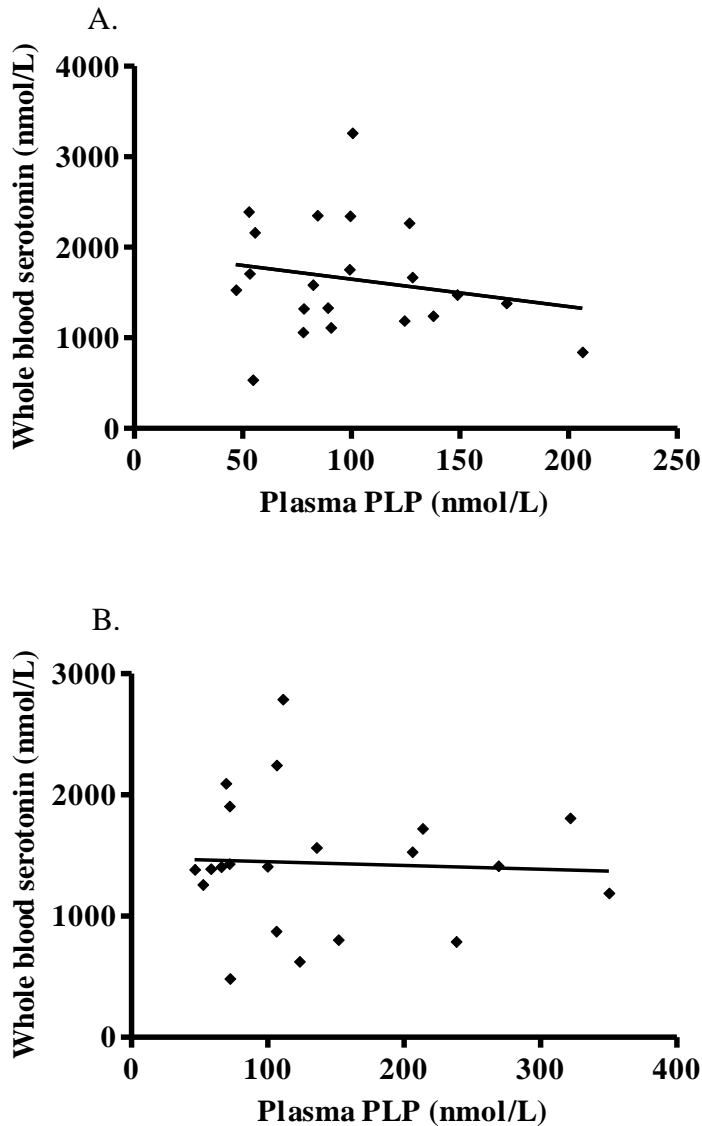 A.
Whole blood serotonin (nmol/L)
4000
3000
2000
1000
0
0 50 100 150 200 250
Plasma PLP (nmol/L)
B.
Whole blood serotonin (nmol/L)
3000
2000
1000
0
0 100 200 300 400
Plasma PLP (nmol/L)